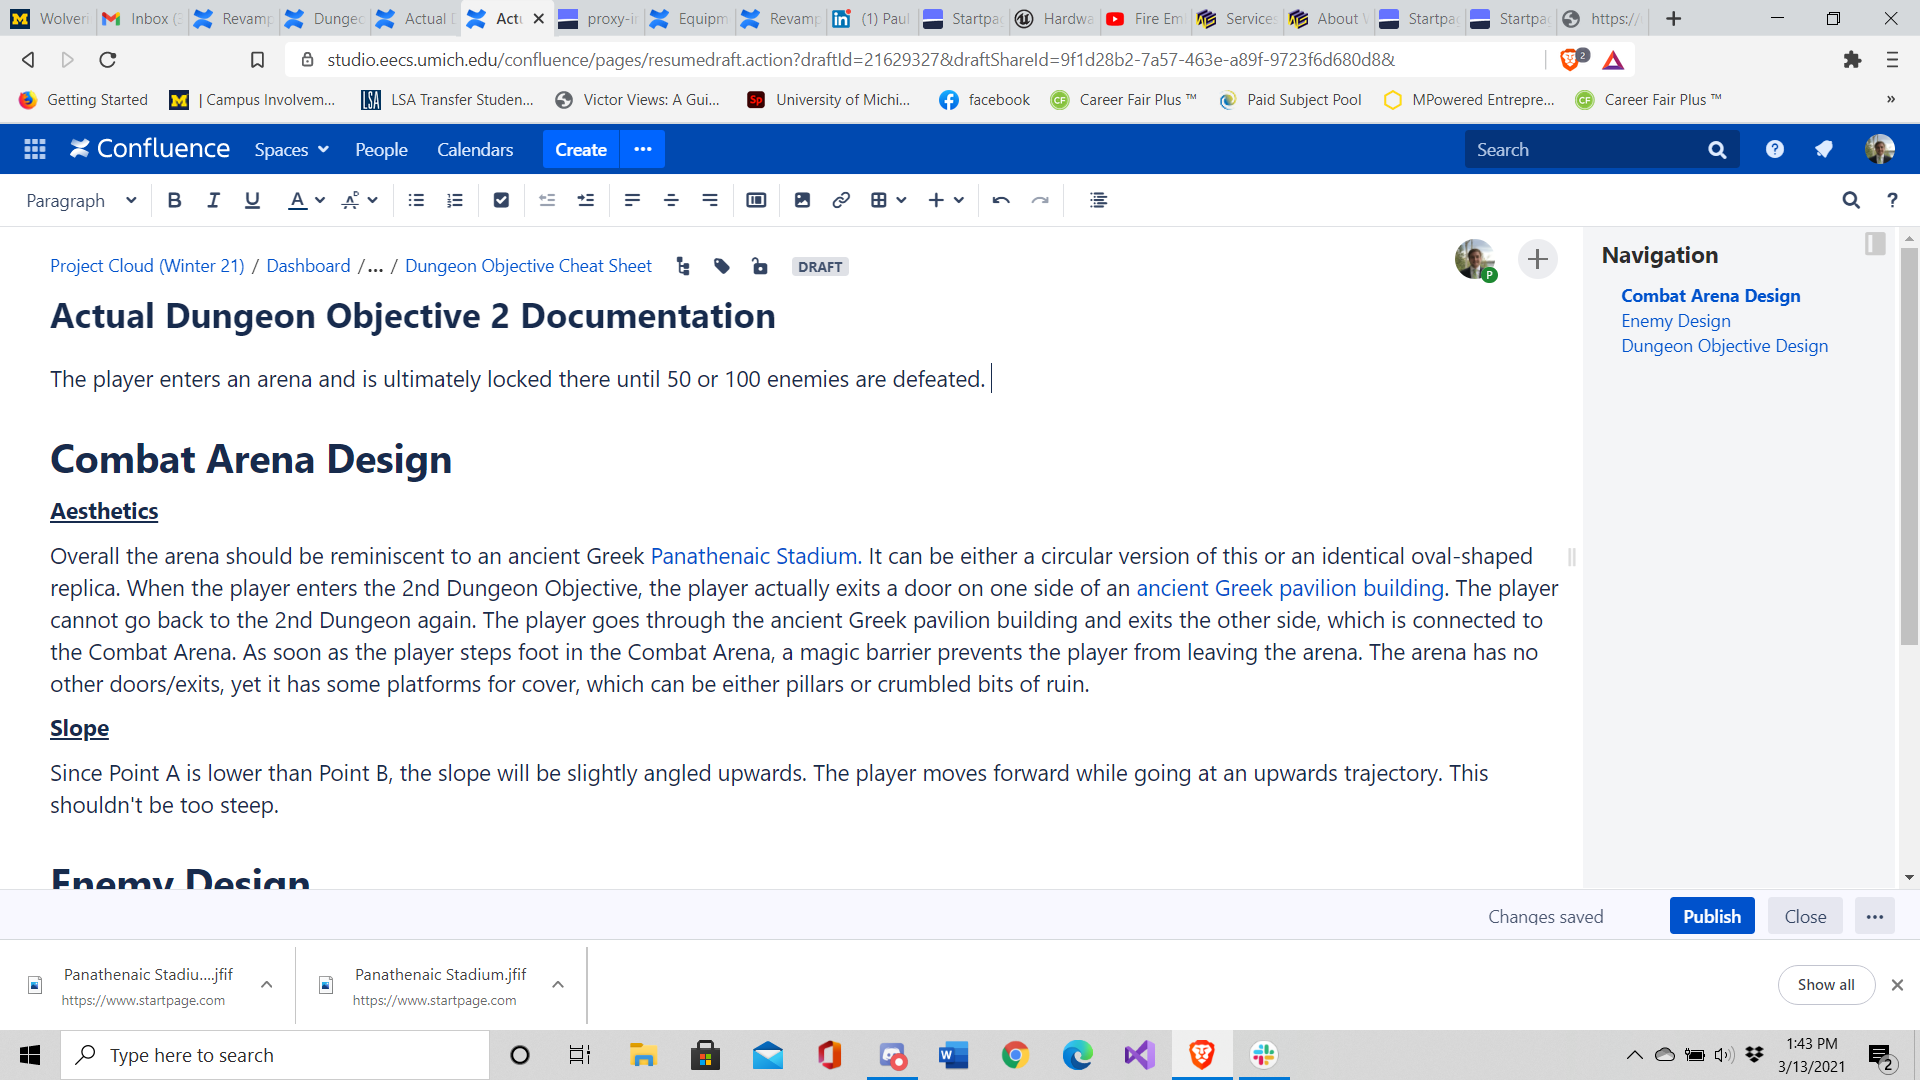 Wolveri
Inbox (3
Revamp
Dungeo
Actual D
Actu
proxy-in
Equipm
Revamp
(1) Paul
Startpa
Hardwa
Fire Em
Services
About W
Startpa
Startpa
https://
studio.eecs.umich.edu/confluence/pages/resumedraft.action?draftId=21629327&draftShareId=9f1d28b2-7a57-463e-a89f-9723f6d680d8&
2
Getting Started
| Campus Involvem...
LSA Transfer Studen...
Victor Views: A Gui...
University of Michi...
facebook
Career Fair Plus ™
Paid Subject Pool
MPowered Entrepre...
Career Fair Plus ™
»
Confluence
Spaces
People
Calendars
Create
Search
Paragraph
Project Cloud (Winter 21) / Dashboard /... / Dungeon Objective Cheat Sheet
DRAFT
P
Actual Dungeon Objective 2 Documentation
The player enters an arena and is ultimately locked there until 50 or 100 enemies are defeated.
Combat Arena Design
Aesthetics
Overall the arena should be reminiscent to an ancient Greek Panathenaic Stadium. It can be either a circular version of this or an identical oval-shaped
replica. When the player enters the 2nd Dungeon Objective, the player actually exits a door on one side of an ancient Greek pavilion building. The player
cannot go back to the 2nd Dungeon again. The player goes through the ancient Greek pavilion building and exits the other side, which is connected to
the Combat Arena. As soon as the player steps foot in the Combat Arena, a magic barrier prevents the player from leaving the arena. The arena has no
other doors/exits, yet it has some platforms for cover, which can be either pillars or crumbled bits of ruin.
Slope
Since Point A is lower than Point B, the slope will be slightly angled upwards. The player moves forward while going at an upwards trajectory. This
shouldn't be too steep.
Enemy Design
Navigation
Combat Arena Design
Enemy Design
Dungeon Objective Design
Changes saved
Publish
Close
Panathenaic Stadiu....jfif
https://www.startpage.com
Panathenaic Stadium.jfif
https://www.startpage.com
Show all
Type here to search
1:43 PM
3/13/2021
2